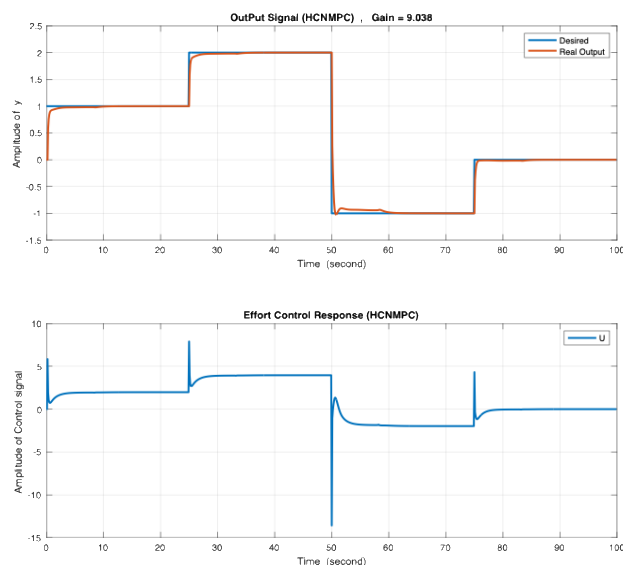 OutPut Signal (HCNMPC) , Gain = 9.038
Desired
Real Output
Amplitude of y
2.5
2
1.5
1
0.5
0
-0.5
-1
-1.5
0 10 20 30 40 50 60 70 80 90 100
Time (second)
Effort Control Response (HCNMPC)
U
Amplitude of Control signal
10
5
0
-5
-10
-15
0 10 20 30 40 50 60 70 80 90 100
Time (second)